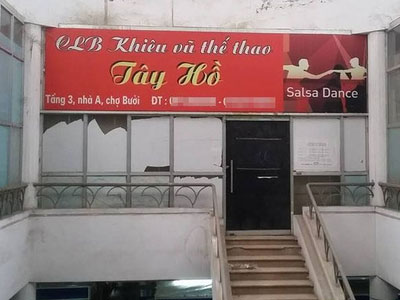 CLB Khiêu vũ thể thao
Tây Hồ
Tầng 3, nhà A, chợ Bưởi ĐT :
Salsa Dance